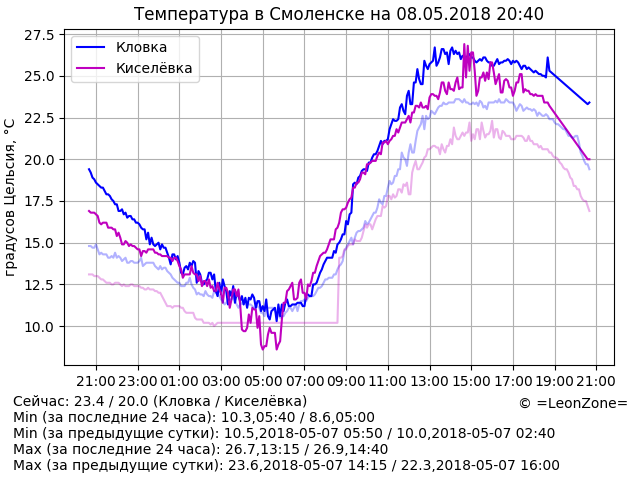 Температура в Смоленске на 08.05.2018 20:40
градусов Цельсия, °C
27.5
25.0
22.5
20.0
17.5
15.0
12.5
10.0
Кловка
Киселёвка
21:00 23:00 01:00 03:00 05:00 07:00 09:00 11:00 13:00 15:00 17:00 19:00 21:00
Сейчас: 23.4 / 20.0 (Кловка / Киселёвка)
© =LeonZone=
Min (за последние 24 часа): 10.3,05:40 / 8.6,05:00
Min (за предыдущие сутки): 10.5,2018-05-07 05:50 / 10.0,2018-05-07 02:40
Max (за последние 24 часа): 26.7,13:15 / 26.9,14:40
Max (за предыдущие сутки): 23.6,2018-05-07 14:15 / 22.3,2018-05-07 16:00